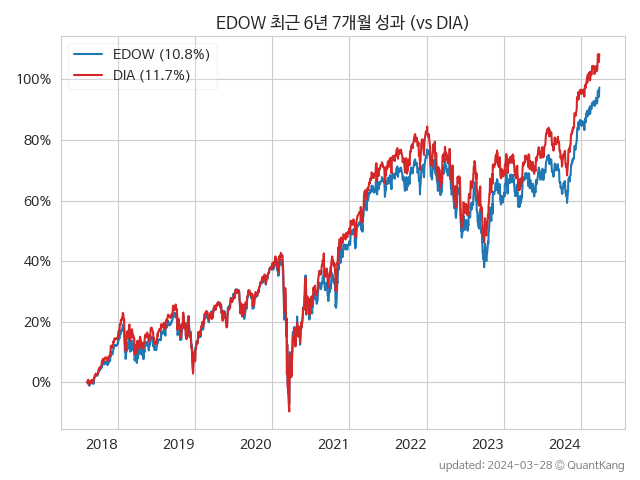 EDOW 최근 6년 7개월 성과 (vs DIA)
EDOW (10.8%)
DIA (11.7%)
100%
80%
60%
40%
20%
0%
2018 2019 2020 2021 2022 2023 2024
updated: 2024-03-28 © QuantKang